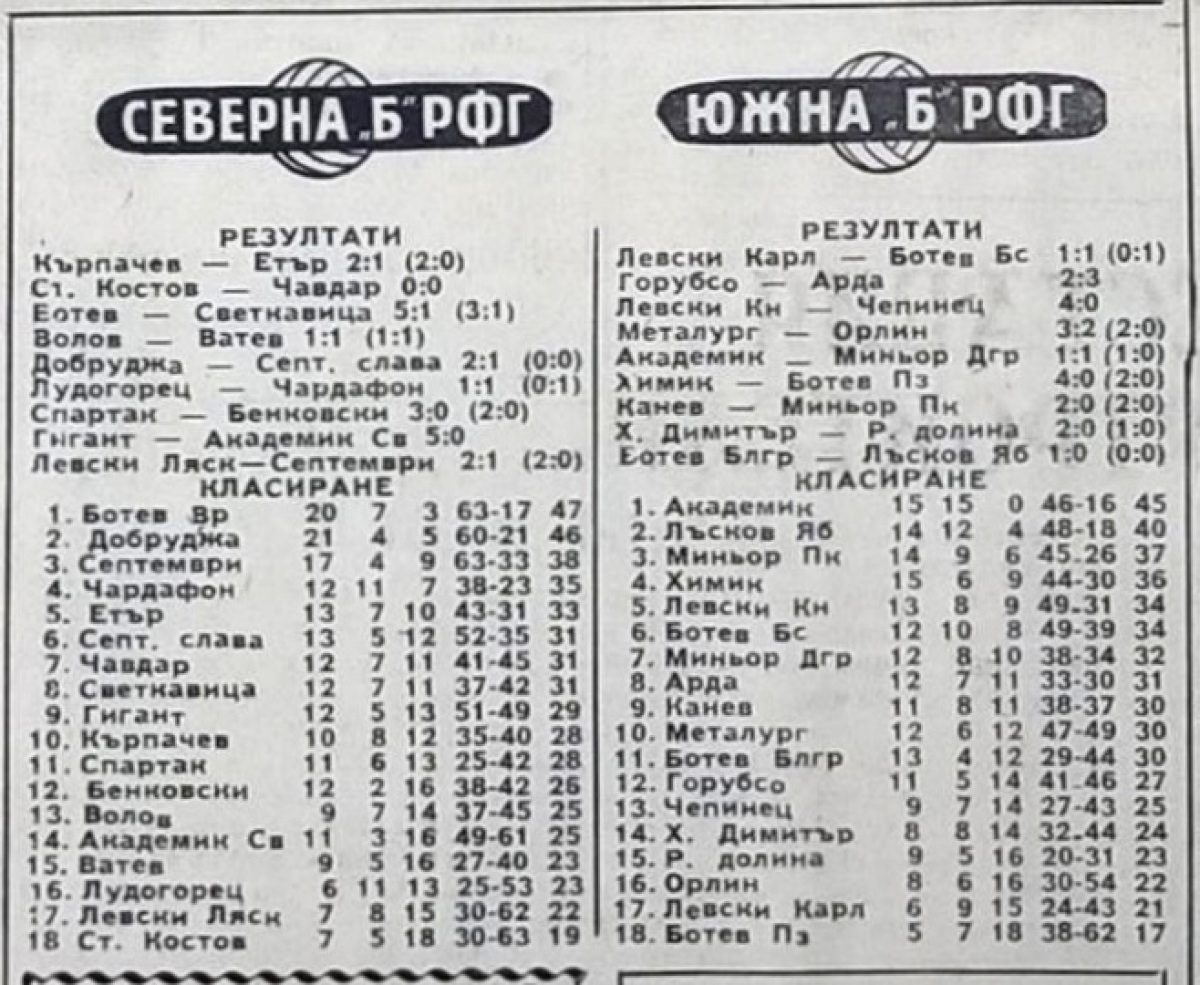 СЕВЕРНА „Б“ РФГ
РЕЗУЛТАТИ
Кърпачев — Етър 2:1 (2:0)
Ст. Костов — Чавдар 0:0
Еотев — Светкавица 5:1 (3:1)
Волов — Ватев 1:1 (1:1)
Добруджа — Септ. слава 2:1 (0:0)
Лудогорец — Чардафон 1:1 (0:1)
Спартак — Бенковски 3:0 (2:0)
Гигант — Академик Св 5:0
Левски Ляск—Септември 2:1 (2:0)
КЛАСИРАНЕ
1. Ботев Вр 20 7 3 63-17 47
2. Добруджа 21 4 5 60-21 46
3. Септември 17 4 9 63-33 38
4. Чардафон 12 11 7 38-23 35
5. Етър 13 7 10 43-31 33
6. Септ. слава 13 5 12 52-35 31
7. Чавдар 12 7 11 41-45 31
8. Светкавица 12 7 11 37-42 31
9. Гигант 12 5 13 51-49 29
10. Кърпачев 10 8 12 35-40 28
11. Спартак 11 6 13 25-42 28
12. Бенковски 12 2 16 38-42 26
13. Волов 9 7 14 37-45 25
14. Академик Св 11 3 16 49-61 25
15. Ватев 9 5 16 27-40 23
16. Лудогорец 6 11 13 25-53 23
17. Левски Ляск 7 8 15 30-62 22
18 Ст. Костов 7 5 18 30-63 19
ЮЖНА „Б“ РФГ
РЕЗУЛТАТИ
Левски Карл — Ботев Бс 1:1 (0:1)
Горубсо — Арда 2:3
Левски Кн — Чепинец 4:0
Металург — Орлин 3:2 (2:0)
Академик — Миньор Дгр 1:1 (1:0)
Химик — Ботев Пз 4:0 (2:0)
Канев — Миньор Пк 2:0 (2:0)
Х. Димитър — Р. долина 2:0 (1:0)
Еотев Блгр — Лъсков Яб 1:0 (0:0)
КЛАСИРАНЕ
1. Академик 15 15 0 46-16 45
2. Лъсков Яб 14 12 4 48-18 40
3. Миньор Пк 14 9 6 45.26 37
4. Химик 15 6 9 44-30 36
5. Левски Кн 13 8 9 49-31 34
6. Ботев Бс 12 10 8 49-39 34
7. Миньор Дгр 12 8 10 38-34 32
8. Арда 12 7 11 33-30 31
9. Канев 11 8 11 38-37 30
10. Металург 12 6 12 47-49 30
11. Ботев Блгр 13 4 12 29-44 30
12. Горубсо 11 5 14 41-46 27
13. Чепинец 9 7 14 27-43 25
14. Х. Димитър 8 8 14 32-44 24
15. Р. долина 9 5 16 20-31 23
16. Орлин 8 6 16 30-54 22
17. Левски Карл 6 9 15 24-43 21
18. Ботев Пз 5 7 18 38-62 17